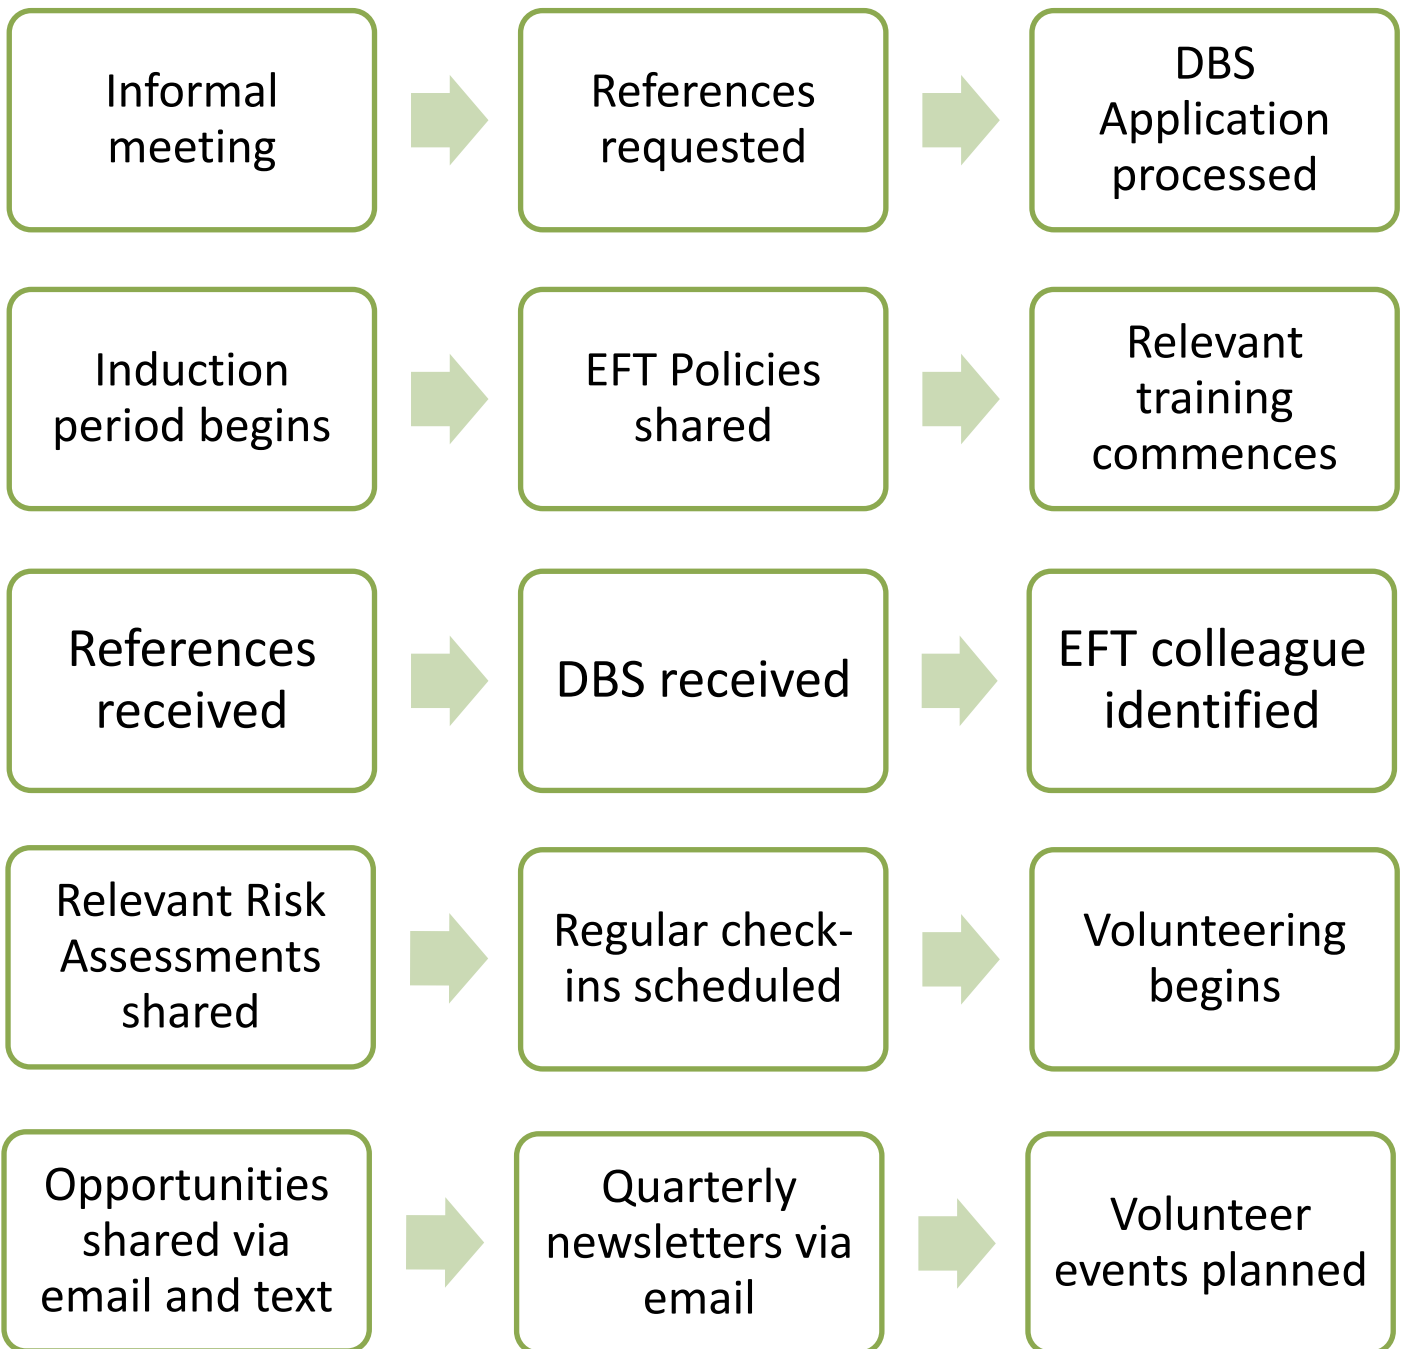 Informal
meeting
References
requested
DBS
Application
processed
Induction
period begins
EFT Policies
shared
Relevant
training
commences
References
received
DBS received
EFT colleague
identified
Relevant Risk
Assessments
shared
Regular check-
ins scheduled
Volunteering
begins
Opportunities
shared via
email and text
Quarterly
newsletters via
email
Volunteer
events planned